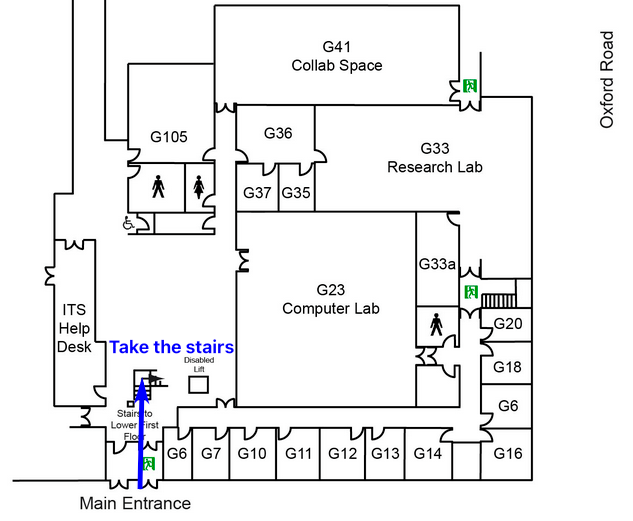 G41
Collab Space
Oxford Road
G105
G36
G33
Research Lab
G37
G35
G33a
G23
Computer Lab
ITS
Help
Desk
G20
Take the stairs
Disabled
Lift
G18
Stairs to
Lower First
Floor
G6
G6
G7
G10
G11
G12
G13
G14
G16
Main Entrance